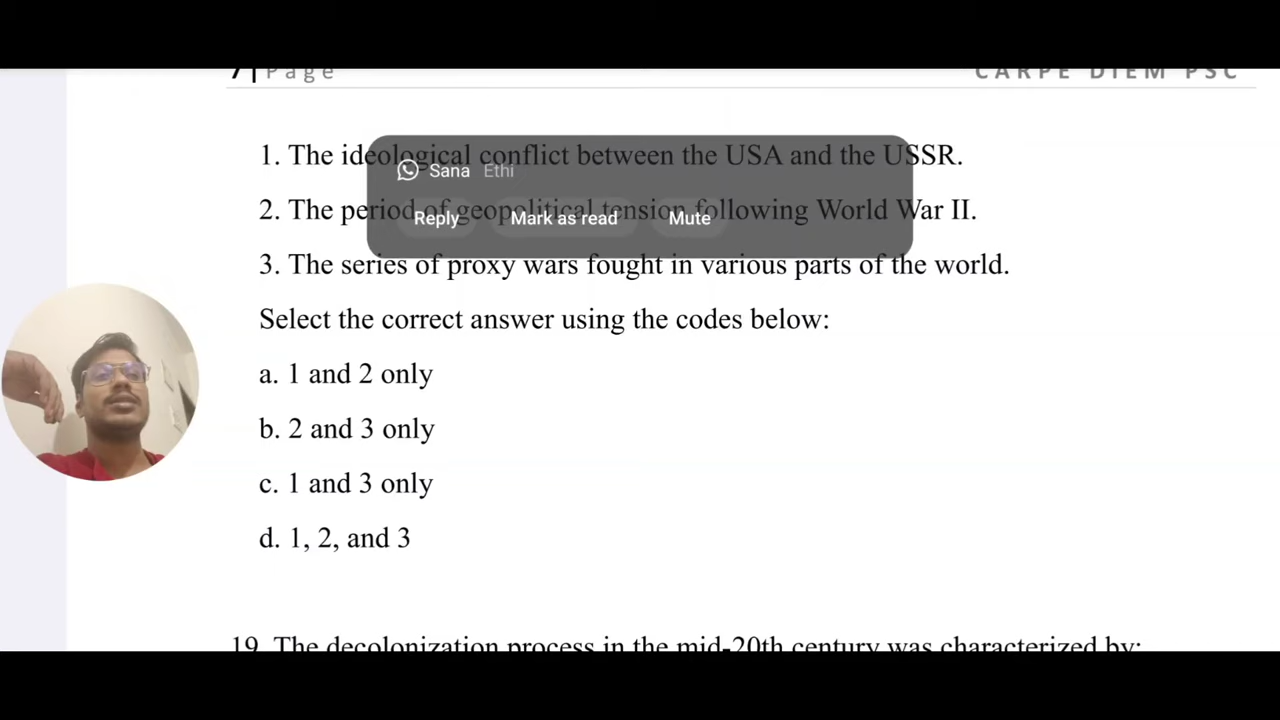 7 | Page
CARPE DIEM PSC
1. The ideological conflict between the USA and the USSR.
Sana Ethi
2. The period of geopolitical tension following World War II.
Reply Mark as read Mute
3. The series of proxy wars fought in various parts of the world.
Select the correct answer using the codes below:
a. 1 and 2 only
b. 2 and 3 only
c. 1 and 3 only
d. 1, 2, and 3
19. The decolonization process in the mid-20th century was characterized by: